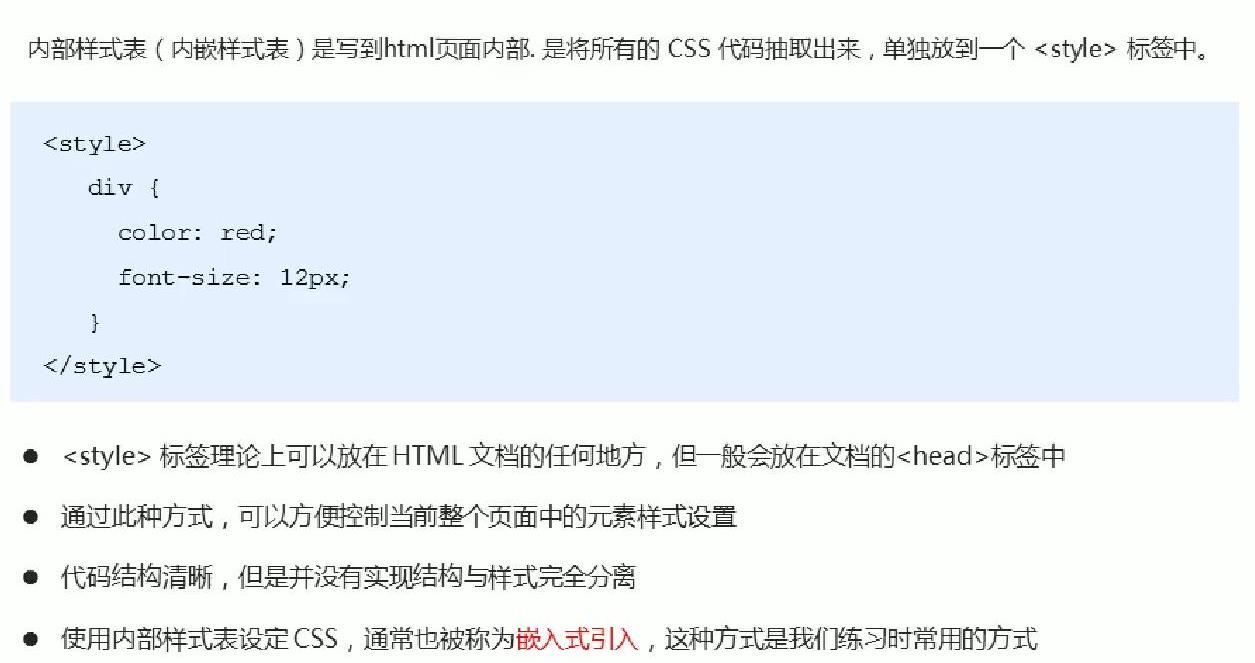 内部样式表（内嵌样式表）是写到html页面内部. 是将所有的 CSS 代码抽取出来，单独放到一个 <style> 标签中。
<style>
div {
color: red;
font-size: 12px;
}
</style>
● <style> 标签理论上可以放在 HTML 文档的任何地方，但一般会放在文档的<head>标签中
● 通过此种方式，可以方便控制当前整个页面中的元素样式设置
● 代码结构清晰，但是并没有实现结构与样式完全分离
● 使用内部样式表设定 CSS，通常也被称为嵌入式引入，这种方式是我们练习时常用的方式